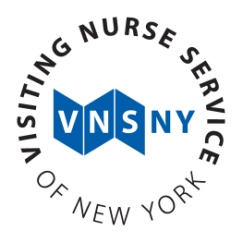 VISITING NURSE SERVICE
VNSNY
OF NEW YORK